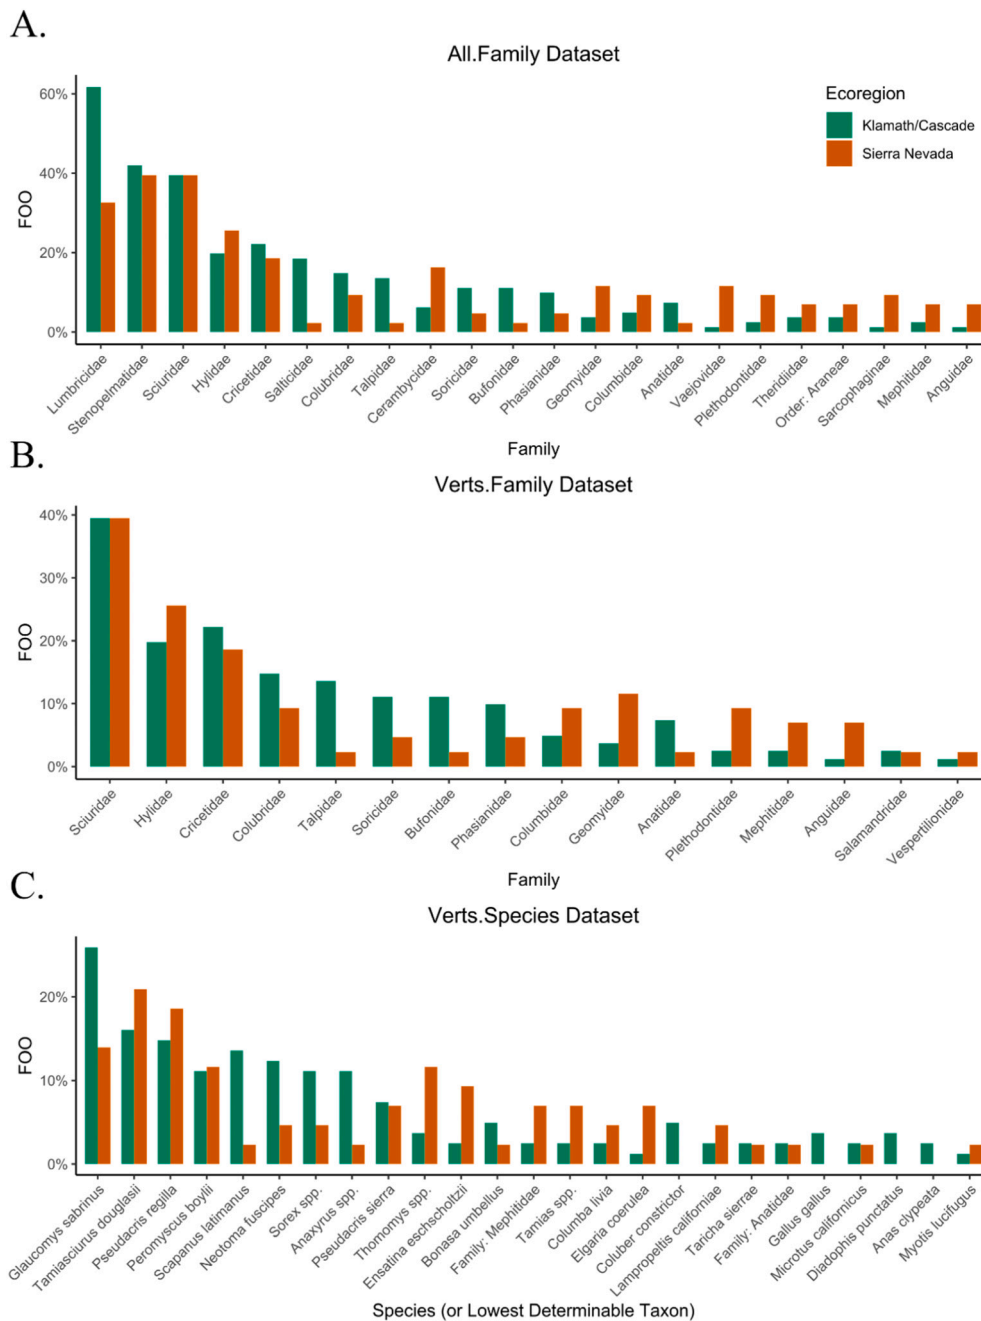 A.
All.Family Dataset
Ecoregion
Klamath/Cascade
Sierra Nevada
FOO
60%
40%
20%
0%
Lumbricidae
Stenopelmatidae
Sciuridae
Hylidae
Cricetidae
Salticidae
Colubridae
Talpidae
Cerambycidae
Soricidae
Bufonidae
Phasianidae
Geomyidae
Columbidae
Anatidae
Vaejovidae
Plethodontidae
Theridiidae
Order: Araneae
Sarcophaginae
Mephitidae
Anguidae
Family
B.
Verts.Family Dataset
FOO
40%
30%
20%
10%
0%
Sciuridae
Hylidae
Cricetidae
Colubridae
Talpidae
Soricidae
Bufonidae
Phasianidae
Columbidae
Geomyidae
Anatidae
Plethodontidae
Mephitidae
Anguidae
Salamandridae
Vespertilionidae
Family
C.
Verts.Species Dataset
FOO
20%
10%
0%
Glaucomys sabrinus
Tamiasciurus douglasii
Pseudacris regilla
Peromyscus boylii
Scapanus latimanus
Neotoma fuscipes
Sorex spp.
Anaxyrus spp.
Pseudacris sierra
Thomomys spp.
Ensatina eschscholtzii
Bonasa umbellus
Family: Mephitidae
Tamias spp.
Columba livia
Elgaria coerulea
Coluber constrictor
Lampropeltis californiae
Taricha sierrae
Family: Anatidae
Gallus gallus
Microtus californicus
Diadophis punctatus
Anas clypeata
Myotis lucifugus
Species (or Lowest Determinable Taxon)